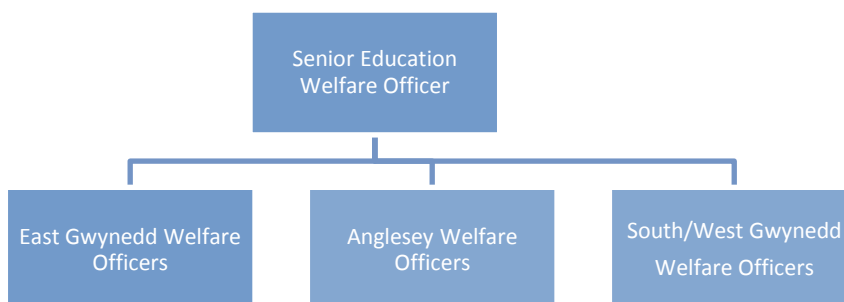 Senior Education
Welfare Officer
East Gwynedd Welfare
Officers
Anglesey Welfare
Officers
South/West Gwynedd
Welfare Officers